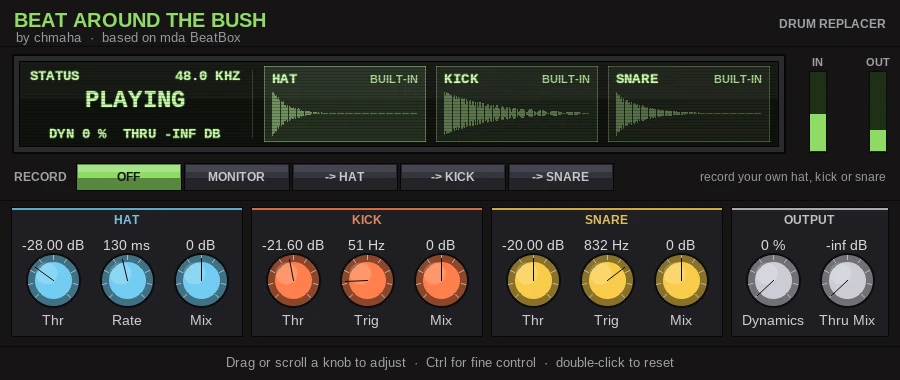 BEAT AROUND THE BUSH
by chmaha · based on mda BeatBox
DRUM REPLACER
STATUS 48.0 KHZ
PLAYING
DYN 0 % THRU -INF DB
HAT BUILT-IN
KICK BUILT-IN
SNARE BUILT-IN
IN OUT
RECORD OFF MONITOR -> HAT -> KICK -> SNARE
record your own hat, kick or snare
HAT
-28.00 dB 130 ms 0 dB
Thr Rate Mix
KICK
-21.60 dB 51 Hz 0 dB
Thr Trig Mix
SNARE
-20.00 dB 832 Hz 0 dB
Thr Trig Mix
OUTPUT
0 % -inf dB
Dynamics Thru Mix
Drag or scroll a knob to adjust · Ctrl for fine control · double-click to reset